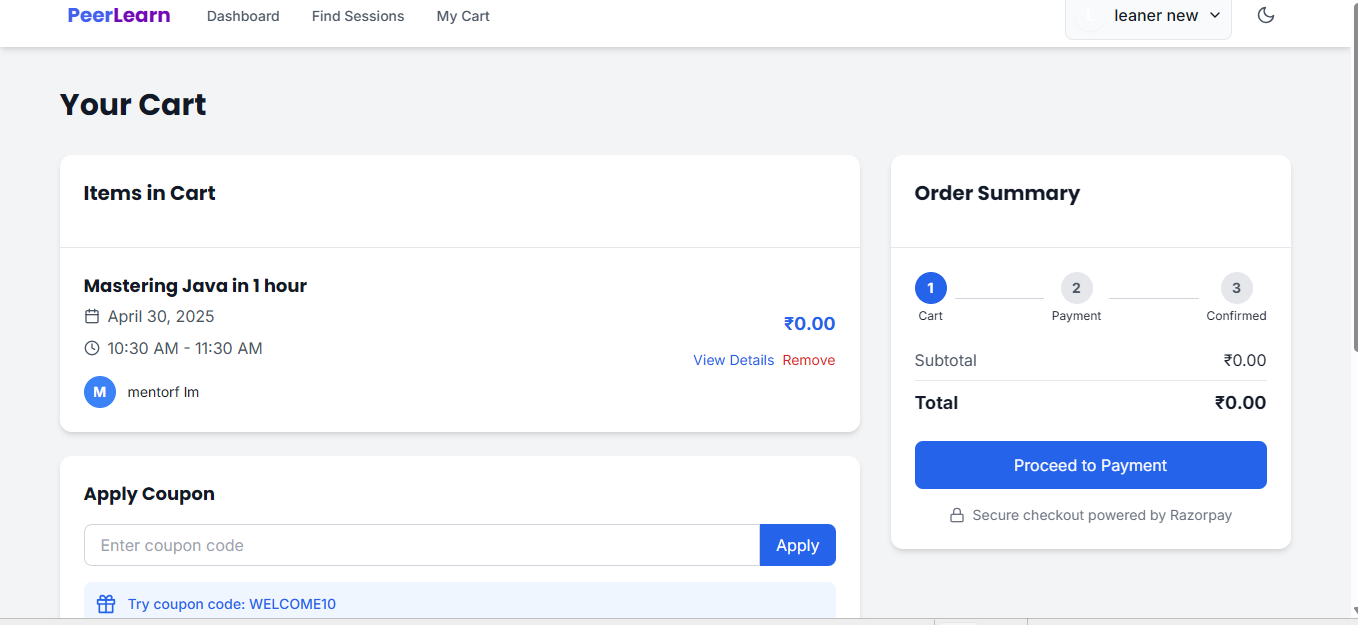 PeerLearn Dashboard Find Sessions My Cart leaner new
Your Cart
Items in Cart
Mastering Java in 1 hour
April 30, 2025
10:30 AM - 11:30 AM
M mentorf lm
₹0.00
View Details Remove
Apply Coupon
Enter coupon code Apply
Try coupon code: WELCOME10
Order Summary
1 2 3
Cart Payment Confirmed
Subtotal ₹0.00
Total ₹0.00
Proceed to Payment
Secure checkout powered by Razorpay